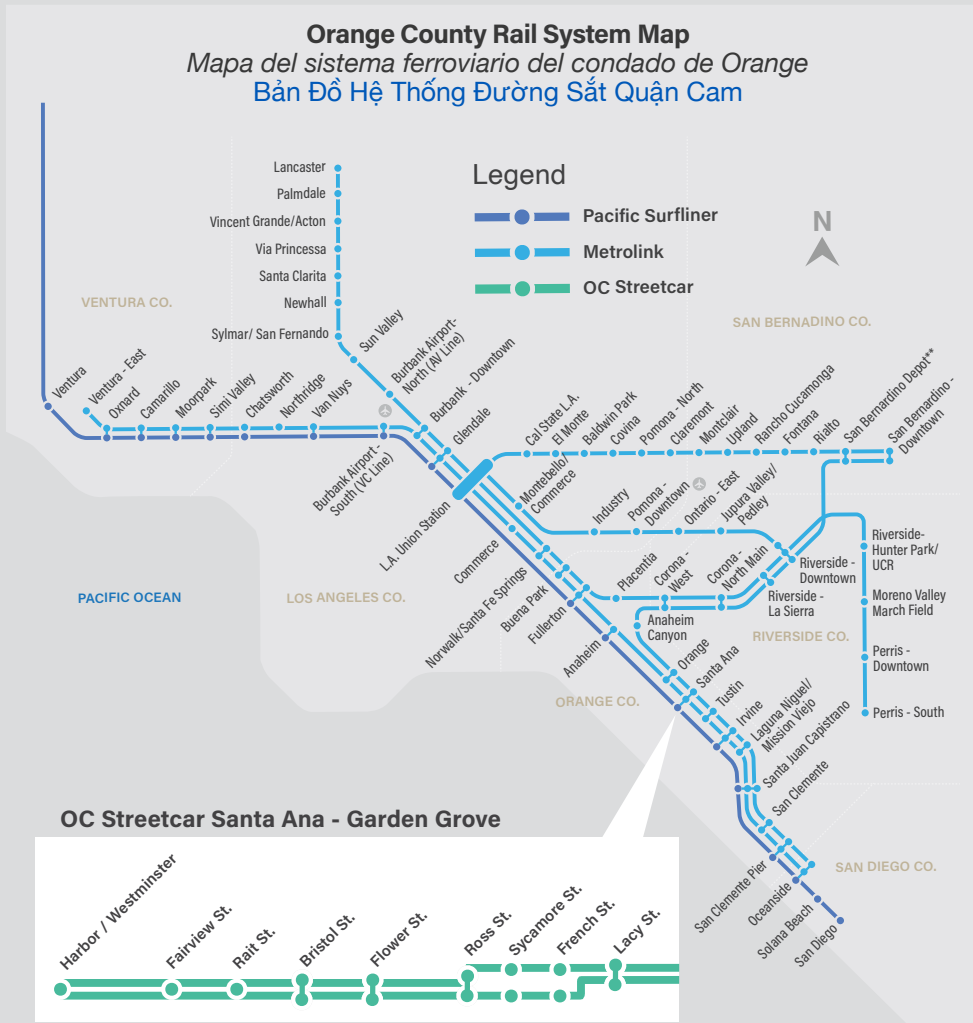 Orange County Rail System Map
Mapa del sistema ferroviario del condado de Orange
Bản Đồ Hệ Thống Đường Sắt Quận Cam
Legend
Pacific Surfliner
Metrolink
OC Streetcar
N
VENTURA CO.
SAN BERNADINO CO.
PACIFIC OCEAN
LOS ANGELES CO.
RIVERSIDE CO.
ORANGE CO.
SAN DIEGO CO.
Lancaster
Palmdale
Vincent Grande/Acton
Via Princessa
Santa Clarita
Newhall
Sylmar/ San Fernando
Sun Valley
Burbank Airport-
North (AV Line)
Burbank - Downtown
Glendale
Ventura
Ventura - East
Oxnard
Camarillo
Moorpark
Simi Valley
Chatsworth
Northridge
Van Nuys
Burbank Airport -
South (VC Line)
L.A. Union Station
Cal State L.A.
El Monte
Baldwin Park
Covina
Pomona - North
Claremont
Montclair
Upland
Rancho Cucamonga
Fontana
Rialto
San Bernardino Depot**
San Bernardino -
Downtown
Montebello/
Commerce
Industry
Pomona -
Downtown
Ontario - East
Jupura Valley/
Pedley
Riverside -
Downtown
Riverside -
La Sierra
Riverside-
Hunter Park/
UCR
Moreno Valley
March Field
Perris -
Downtown
Perris - South
Commerce
Norwalk/Santa Fe Springs
Buena Park
Fullerton
Placentia
Corona -
West
Corona -
North Main
Anaheim
Canyon
Anaheim
Orange
Santa Ana
Tustin
Irvine
Laguna Niguel/
Mission Viejo
Santa Juan Capistrano
San Clemente
San Clemente Pier
Oceanside
Solana Beach
San Diego
OC Streetcar Santa Ana - Garden Grove
Harbor / Westminster
Fairview St.
Rait St.
Bristol St.
Flower St.
Ross St.
Sycamore St.
French St.
Lacy St.